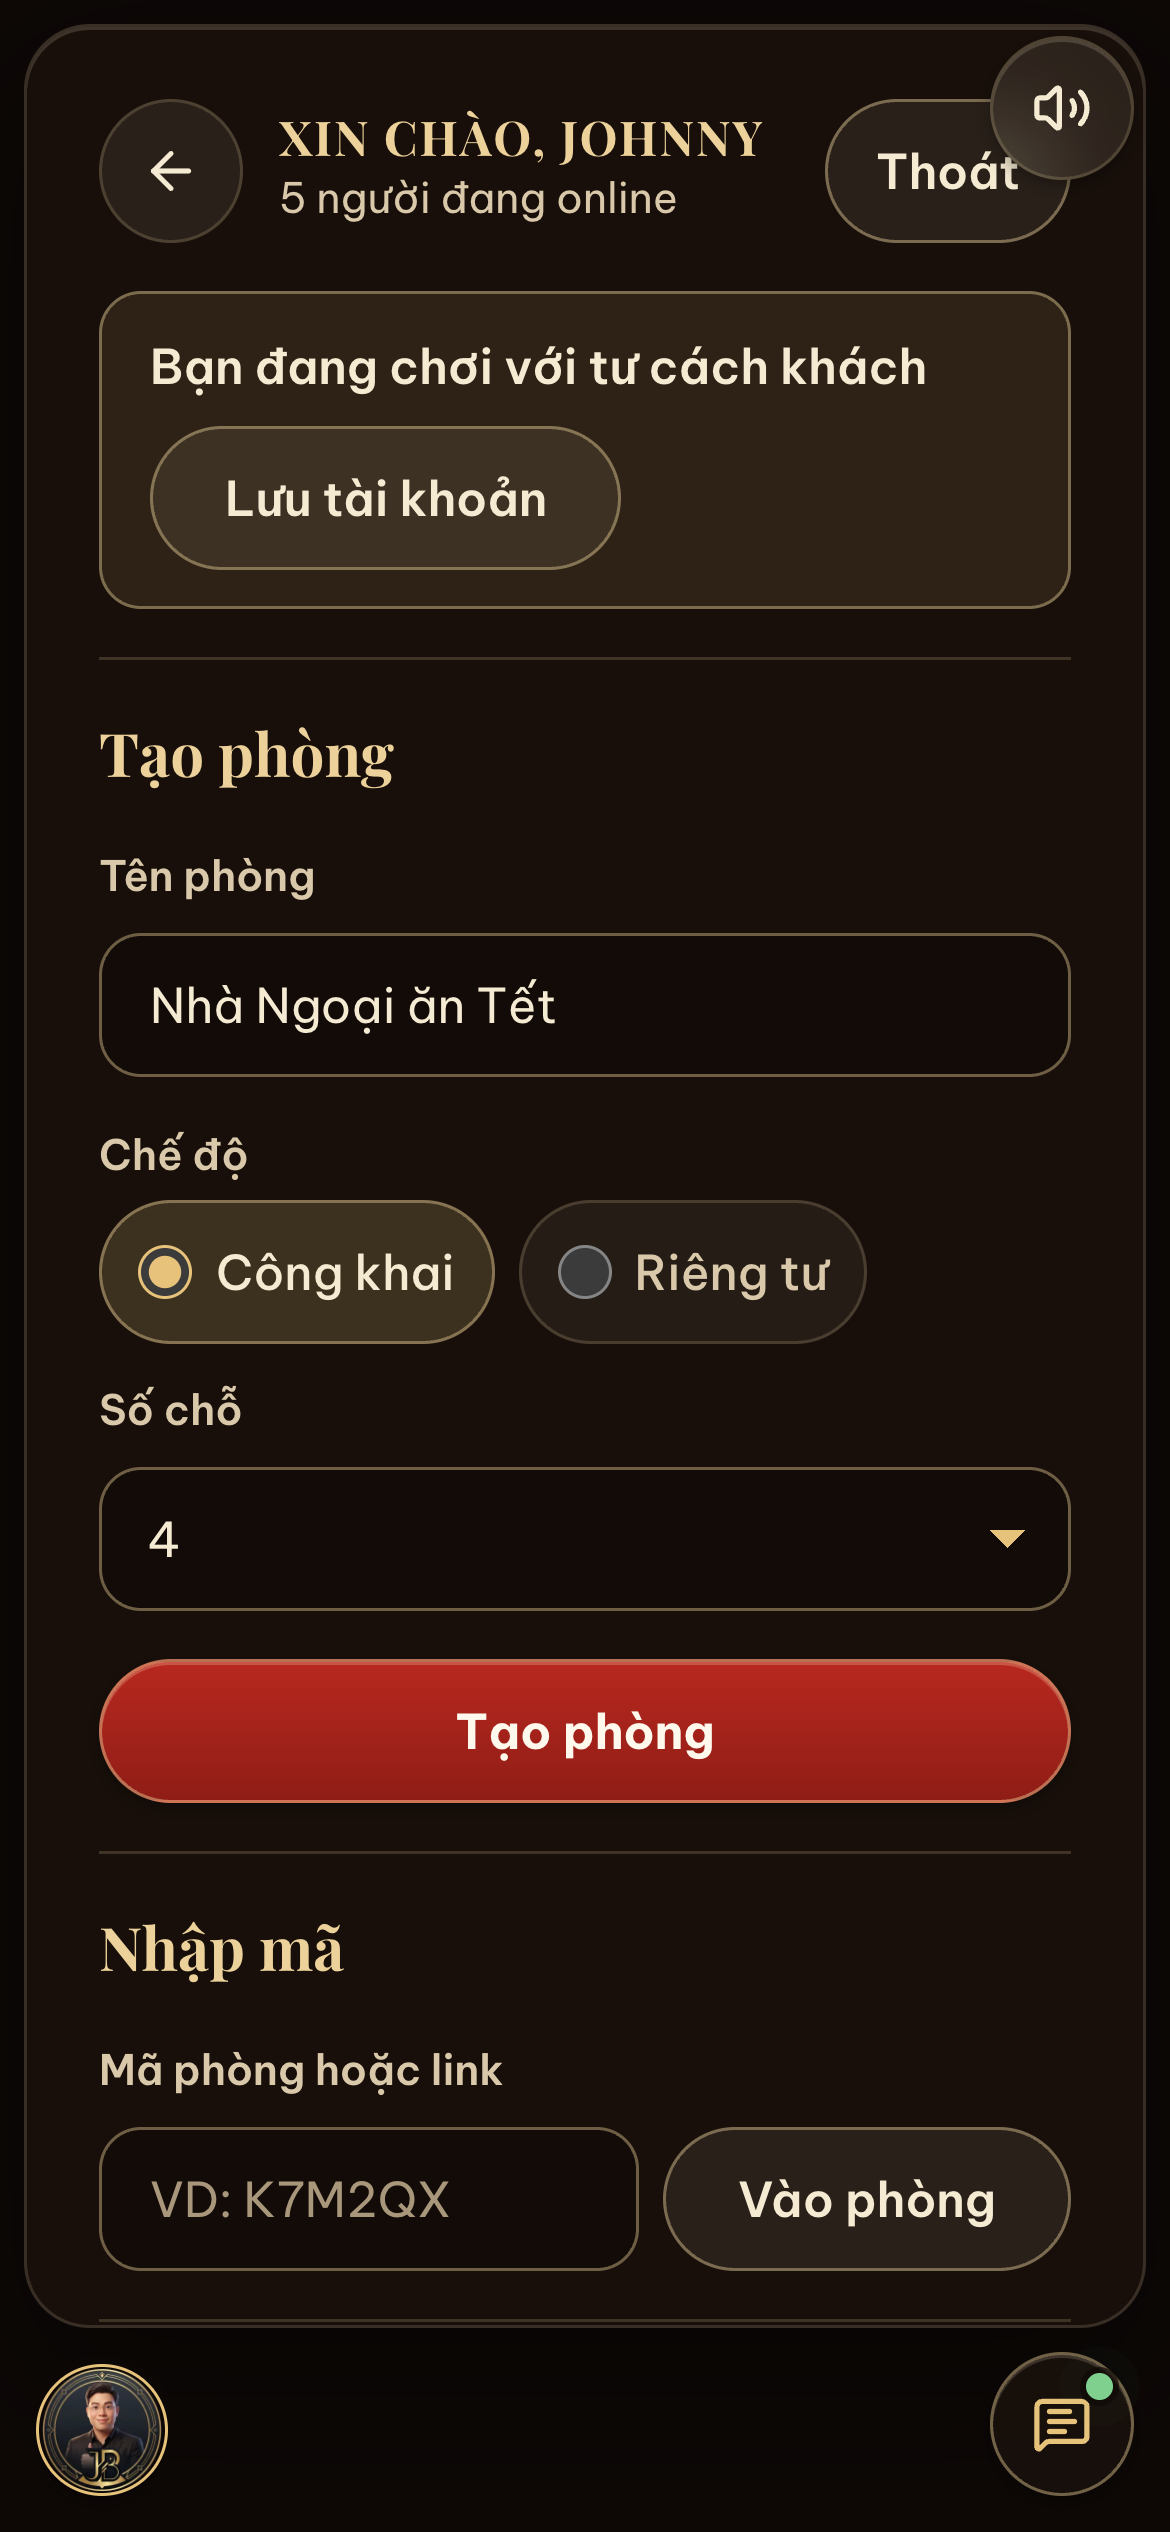 XIN CHÀO, JOHNNY
5 người đang online
Thoát
Bạn đang chơi với tư cách khách
Lưu tài khoản
Tạo phòng
Tên phòng
Nhà Ngoại ăn Tết
Chế độ
Công khai
Riêng tư
Số chỗ
4
Tạo phòng
Nhập mã
Mã phòng hoặc link
VD: K7M2QX
Vào phòng
JB